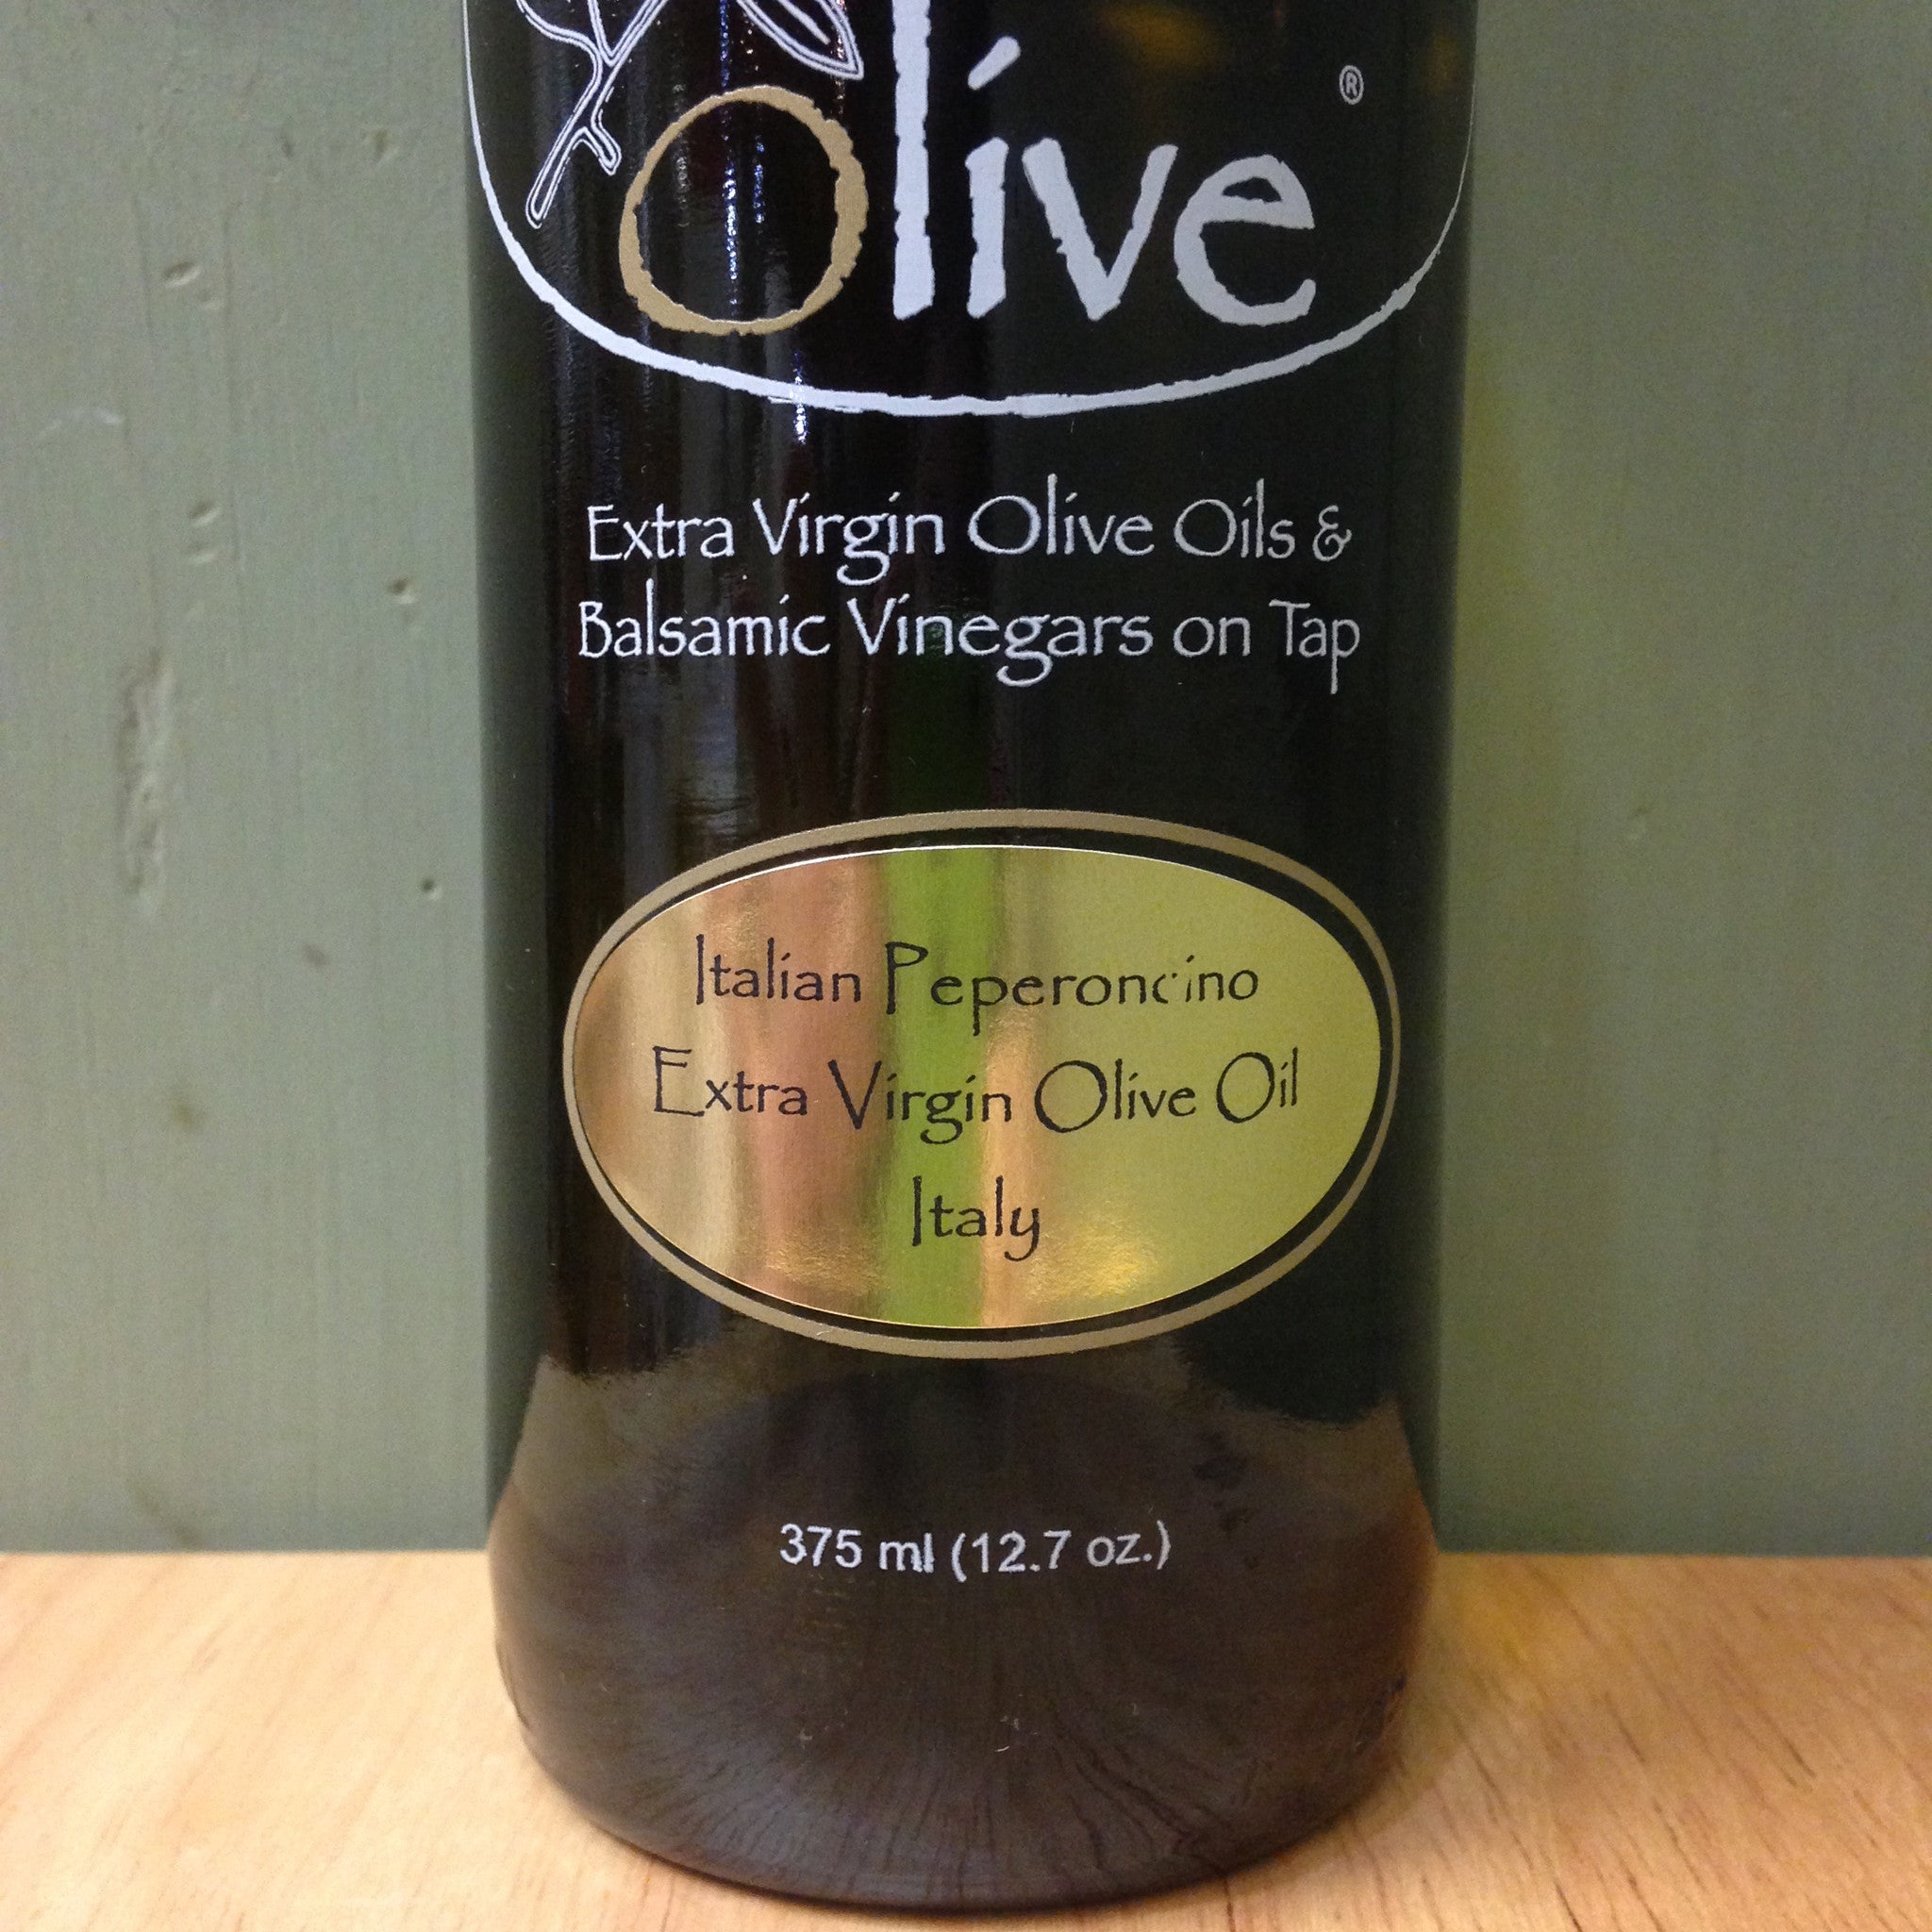 Olive ®
Extra Virgin Olive Oils &
Balsamic Vinegars on Tap
Italian Peperoncino
Extra Virgin Olive Oil
Italy
375 ml (12.7 oz.)